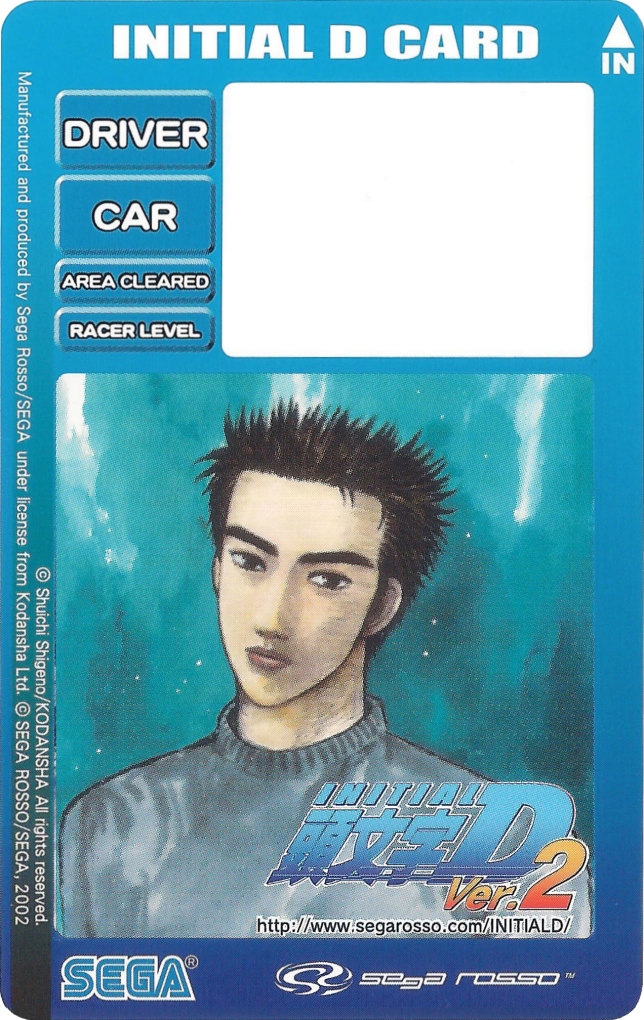 INITIAL D CARD
IN
DRIVER
CAR
AREA CLEARED
RACER LEVEL
Manufactured and produced by Sega Rosso/SEGA under license from Kodansha Ltd. © SEGA ROSSO/SEGA, 2002
© Shuichi Shigeno/KODANSHA All rights reserved.
INITIAL D
頭文字
Ver.2
http://www.segarosso.com/INITIALD/
SEGA®
sega rosso™